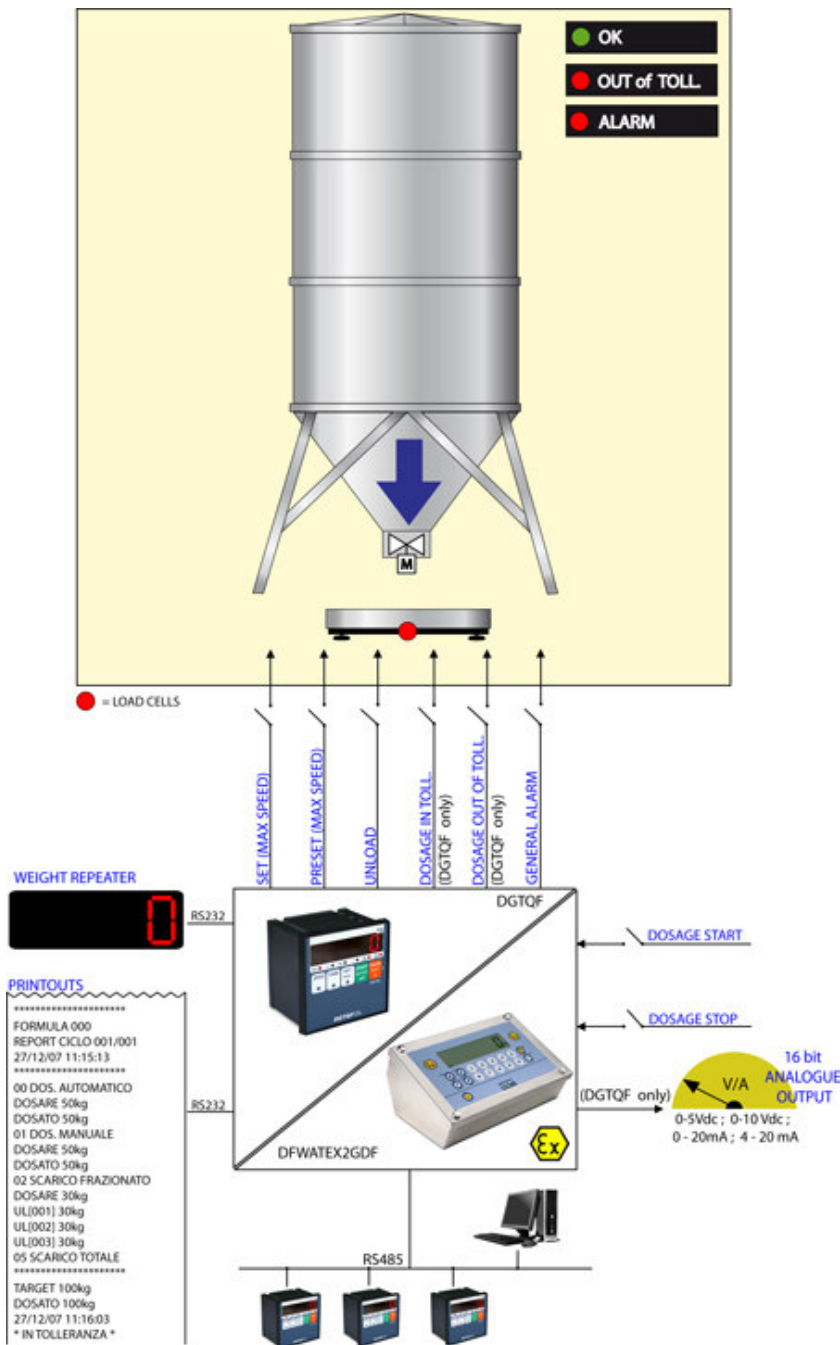 OK
OUT of TOLL.
ALARM
M
= LOAD CELLS
SET (MAX SPEED)
PRESET (MAX SPEED)
UNLOAD
DOSAGE IN TOLL.
(DGTQF only)
DOSAGE OUT OF TOLL.
(DGTQF only)
GENERAL ALARM
WEIGHT REPEATER
0
RS232
DGTQF
DOSAGE START
DOSAGE STOP
PRINTOUTS
*********************
FORMULA 000
REPORT CICLO 001/001
27/12/07 11:15:13
*********************
00 DOS. AUTOMATICO
DOSARE 50kg
DOSATO 50kg
01 DOS. MANUALE
DOSARE 50kg
DOSATO 50kg
02 SCARICO FRAZIONATO
DOSARE 30kg
UL[001] 30kg
UL[002] 30kg
UL[003] 30kg
05 SCARICO TOTALE
*********************
TARGET 100kg
DOSATO 100kg
27/12/07 11:16:03
* IN TOLLERANZA *
RS232
DFWATEX2GDF
Ex
(DGTQF only)
16 bit
ANALOGUE
OUTPUT
V/A
0-5Vdc ; 0-10 Vdc ;
0 - 20mA ; 4 - 20 mA
RS485